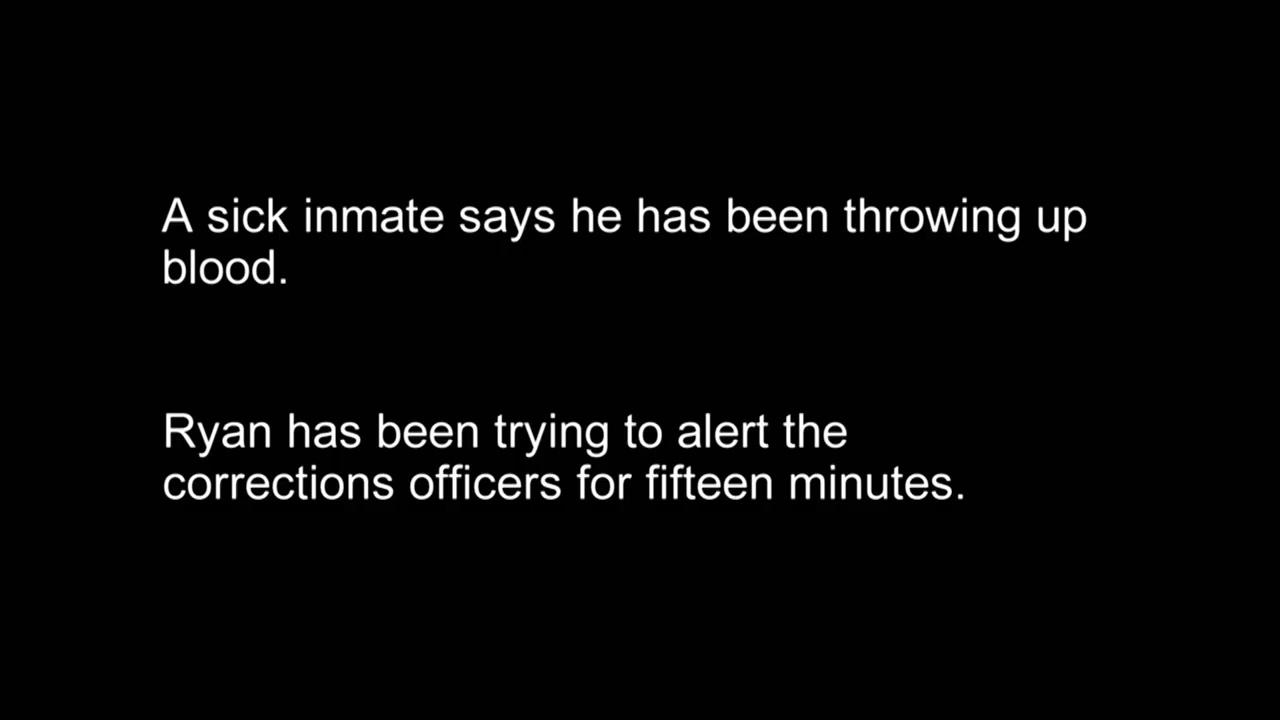 A sick inmate says he has been throwing up
blood.
Ryan has been trying to alert the
corrections officers for fifteen minutes.